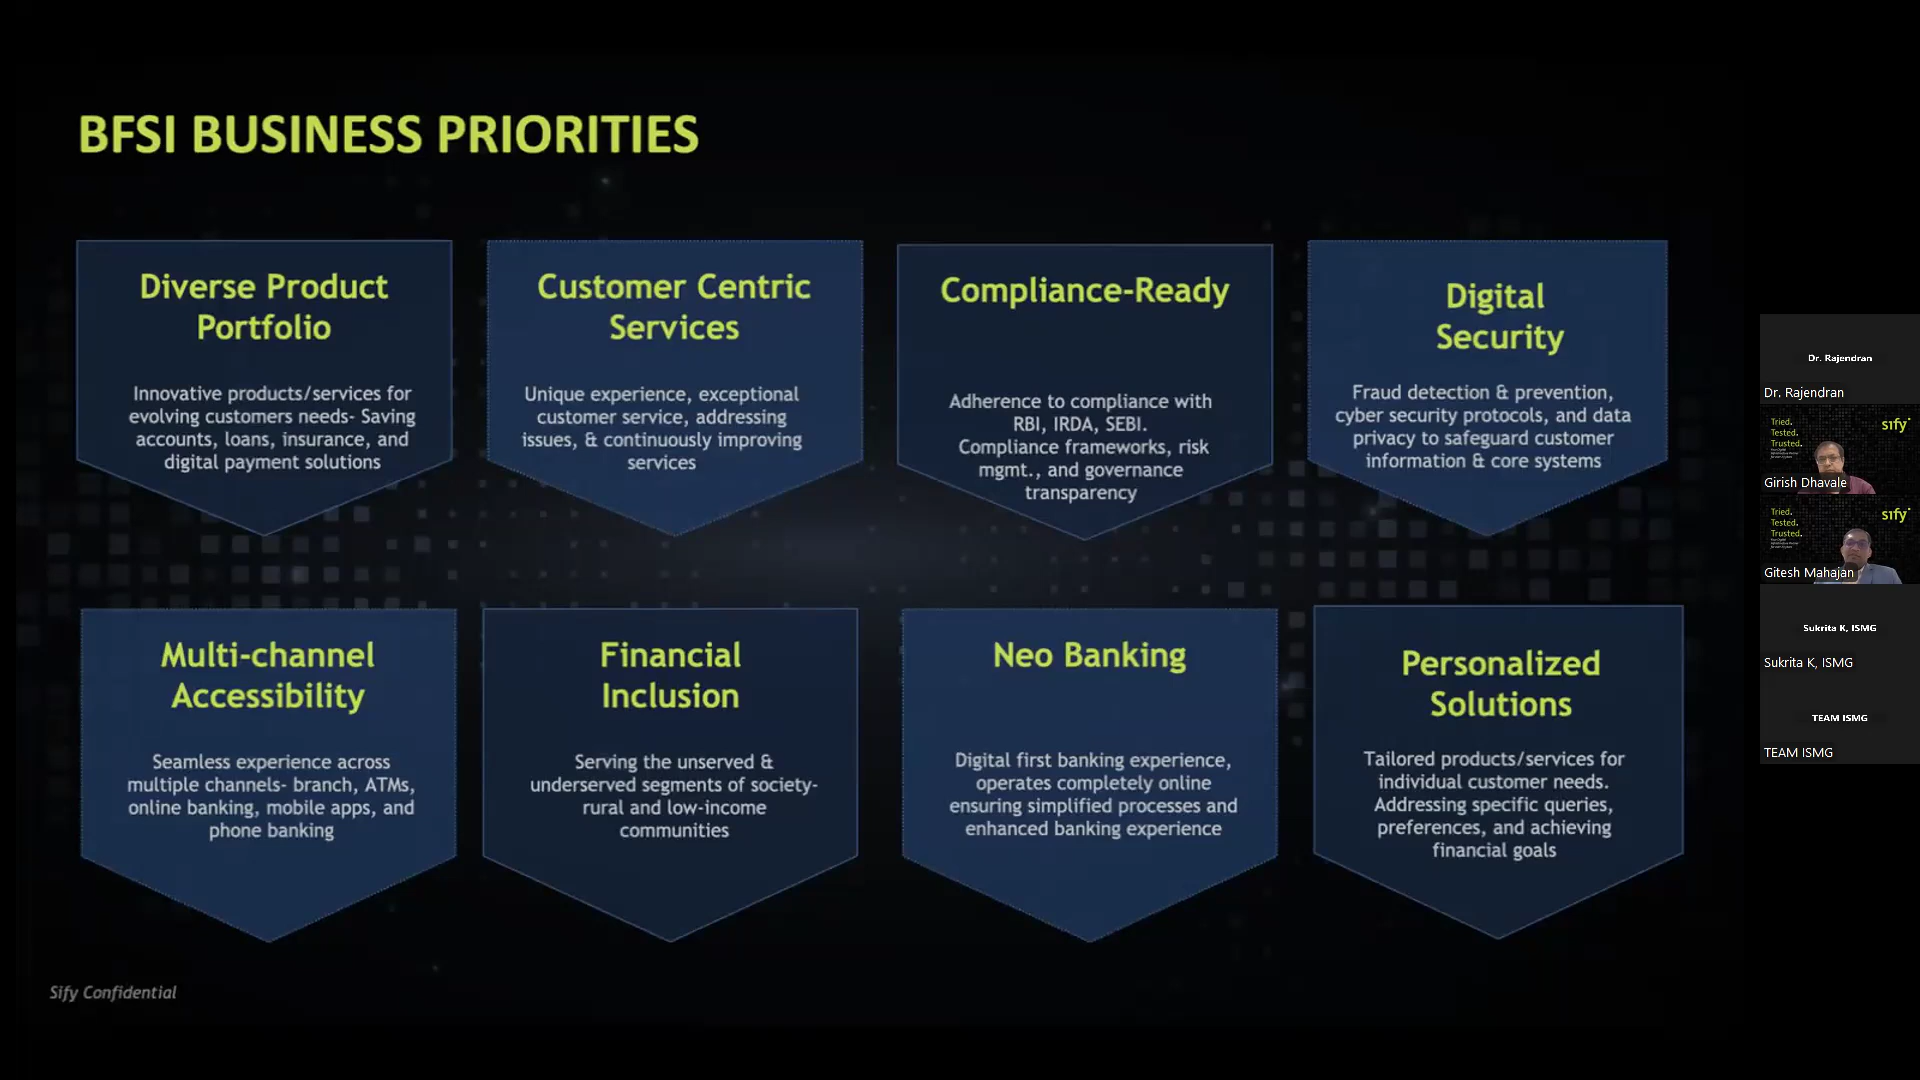 BFSI BUSINESS PRIORITIES
Diverse Product
Portfolio
Innovative products/services for
evolving customers needs- Saving
accounts, loans, insurance, and
digital payment solutions
Customer Centric
Services
Unique experience, exceptional
customer service, addressing
issues, & continuously improving
services
Compliance-Ready
Adherence to compliance with
RBI, IRDA, SEBI.
Compliance frameworks, risk
mgmt., and governance
transparency
Digital
Security
Fraud detection & prevention,
cyber security protocols, and data
privacy to safeguard customer
information & core systems
Multi-channel
Accessibility
Seamless experience across
multiple channels- branch, ATMs,
online banking, mobile apps, and
phone banking
Financial
Inclusion
Serving the unserved &
underserved segments of society-
rural and low-income
communities
Neo Banking
Digital first banking experience,
operates completely online
ensuring simplified processes and
enhanced banking experience
Personalized
Solutions
Tailored products/services for
individual customer needs.
Addressing specific queries,
preferences, and achieving
financial goals
Sify Confidential
Dr. Rajendran
Dr. Rajendran
Tried.
Tested.
Trusted.
sify
Girish Dhavale
Tried.
Tested.
Trusted.
sify
Gitesh Mahajan
Sukrita K, ISMG
Sukrita K, ISMG
TEAM ISMG
TEAM ISMG